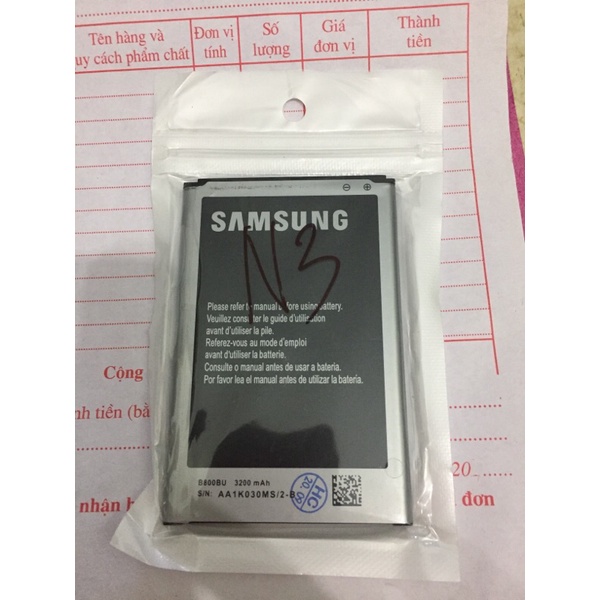 Tên hàng và
uy cách phẩm chất
Đơn vị
tính
Số
lượng
Giá
đơn vị
Thành
tiền
SAMSUNG
N3
Please refer to manual before using battery.
Veuillez consulter le guide d'utilisation
avant d'utiliser la pile.
Referez-vous au mode d'emploi
avant d'utiliser la batterie.
Consulte o manual antes de usar a bateria.
Por favor lea el manual antes de utilizar la batería.
B800BU 3200 mAh
S/N: AA1K030MS/2-B
HC
20.09
Cộng
nh tiền (bằ
20
nhận h
đơn